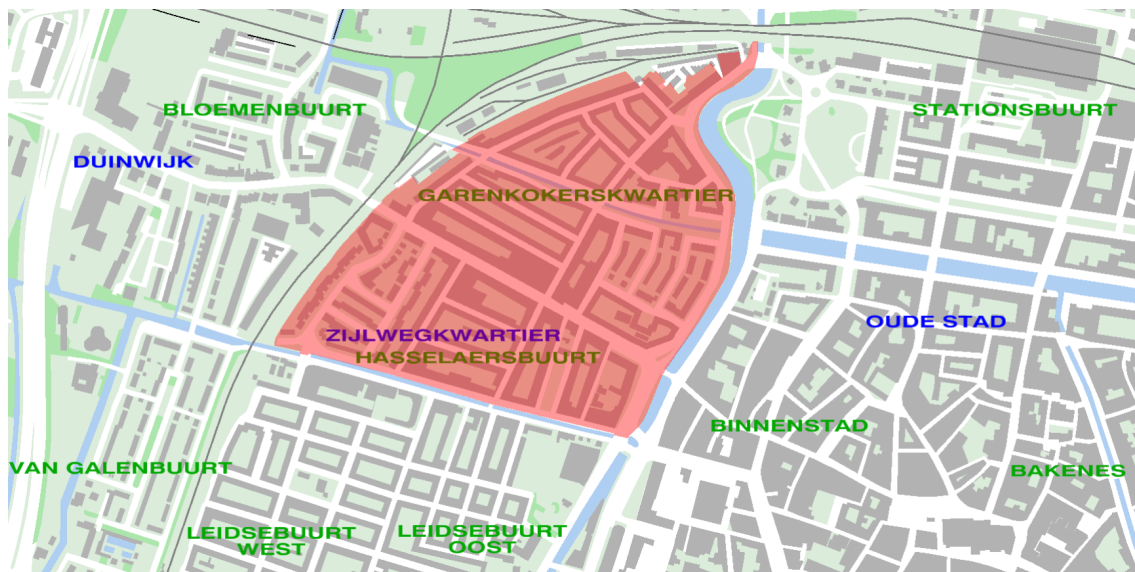 BLOEMENBUURT
STATIONSBUURT
DUINWIJK
GARENKOKERSKWARTIER
OUDE STAD
ZIJLWEGKWARTIER
HASSELAERSBUURT
BINNENSTAD
VAN GALENBUURT
BAKENES
LEIDSEBUURT
WEST
LEIDSEBUURT
OOST